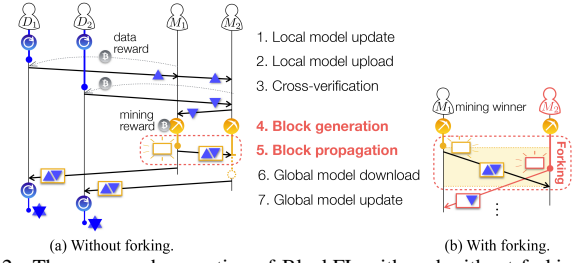 D1 D2 M1 M2
data
reward
B
B
mining
reward
B
1. Local model update
2. Local model upload
3. Cross-verification
4. Block generation
5. Block propagation
6. Global model download
7. Global model update
M1 mining winner M2
Forking
⋮
(a) Without forking.
(b) With forking.